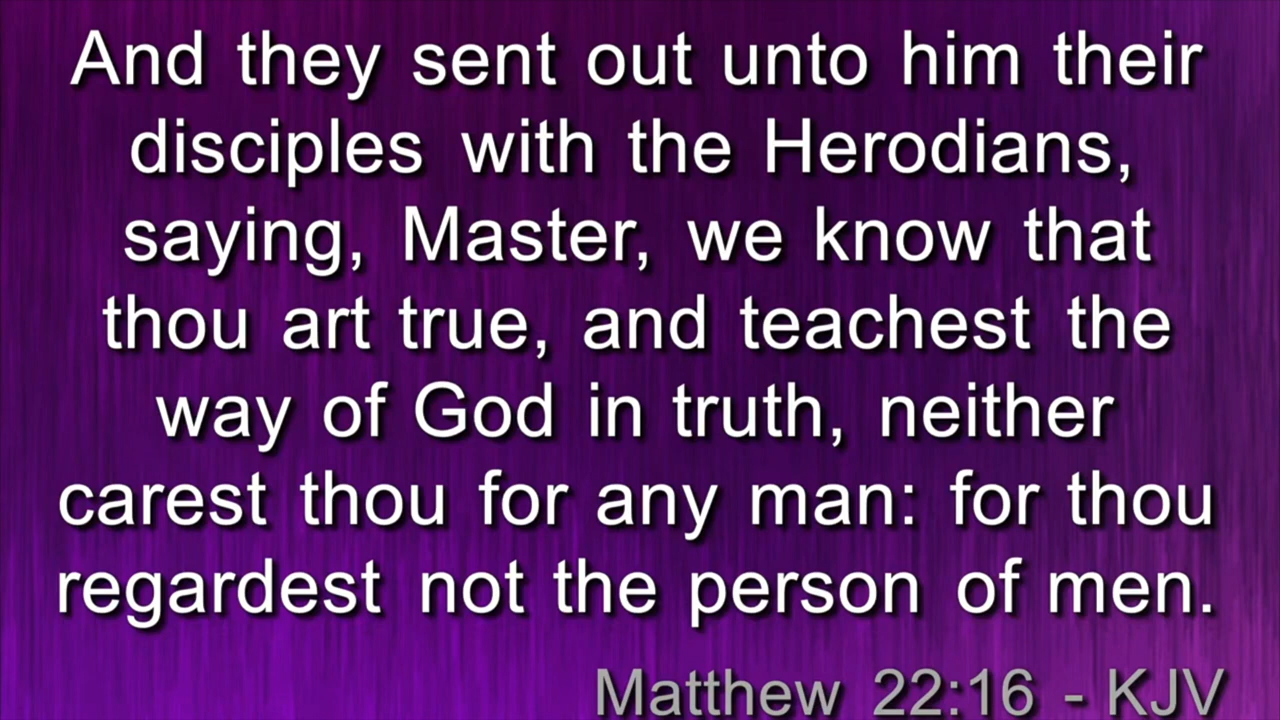 And they sent out unto him their
disciples with the Herodians,
saying, Master, we know that
thou art true, and teachest the
way of God in truth, neither
carest thou for any man: for thou
regardest not the person of men.
Matthew 22:16 - KJV